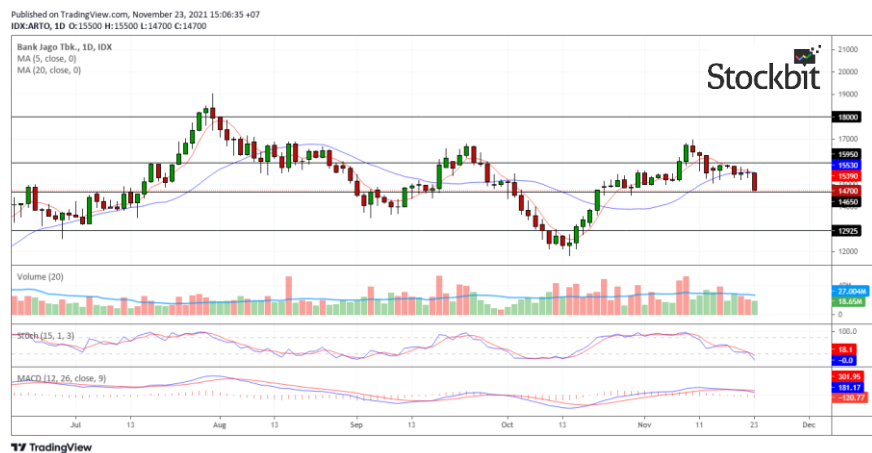 Published on TradingView.com, November 23, 2021 15:06:35 +07
IDX:ARTO, 1D O:15500 H:15500 L:14700 C:14700
Bank Jago Tbk., 1D, IDX
MA (5, close, 0)
MA (20, close, 0)
Stockbit
21000
20000
19000
18000
17000
15950
15530
15390
14700
14650
12925
12000
Volume (20)
27.004M
18.65M
0
Stoch (15, 1, 3)
100.0
18.1
-0.0
MACD (12, 26, close, 9)
301.95
181.17
-120.77
Jul 13 Aug 13 Sep 13 Oct 13 Nov 11 23 Dec
TradingView